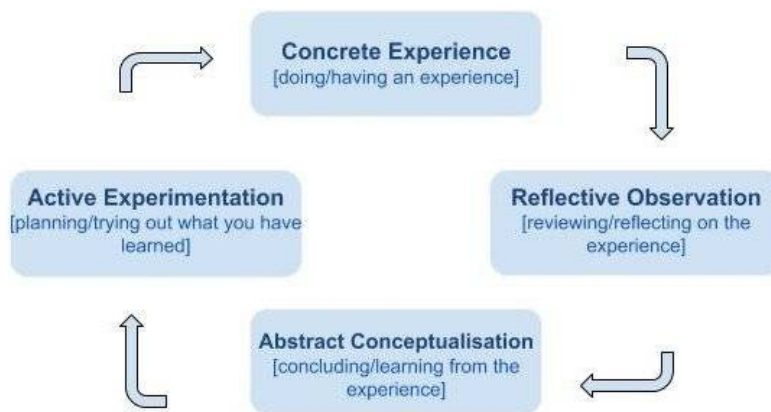 Concrete Experience
[doing/having an experience]
Reflective Observation
[reviewing/reflecting on the
experience]
Abstract Conceptualisation
[concluding/learning from the
experience]
Active Experimentation
[planning/trying out what you have
learned]